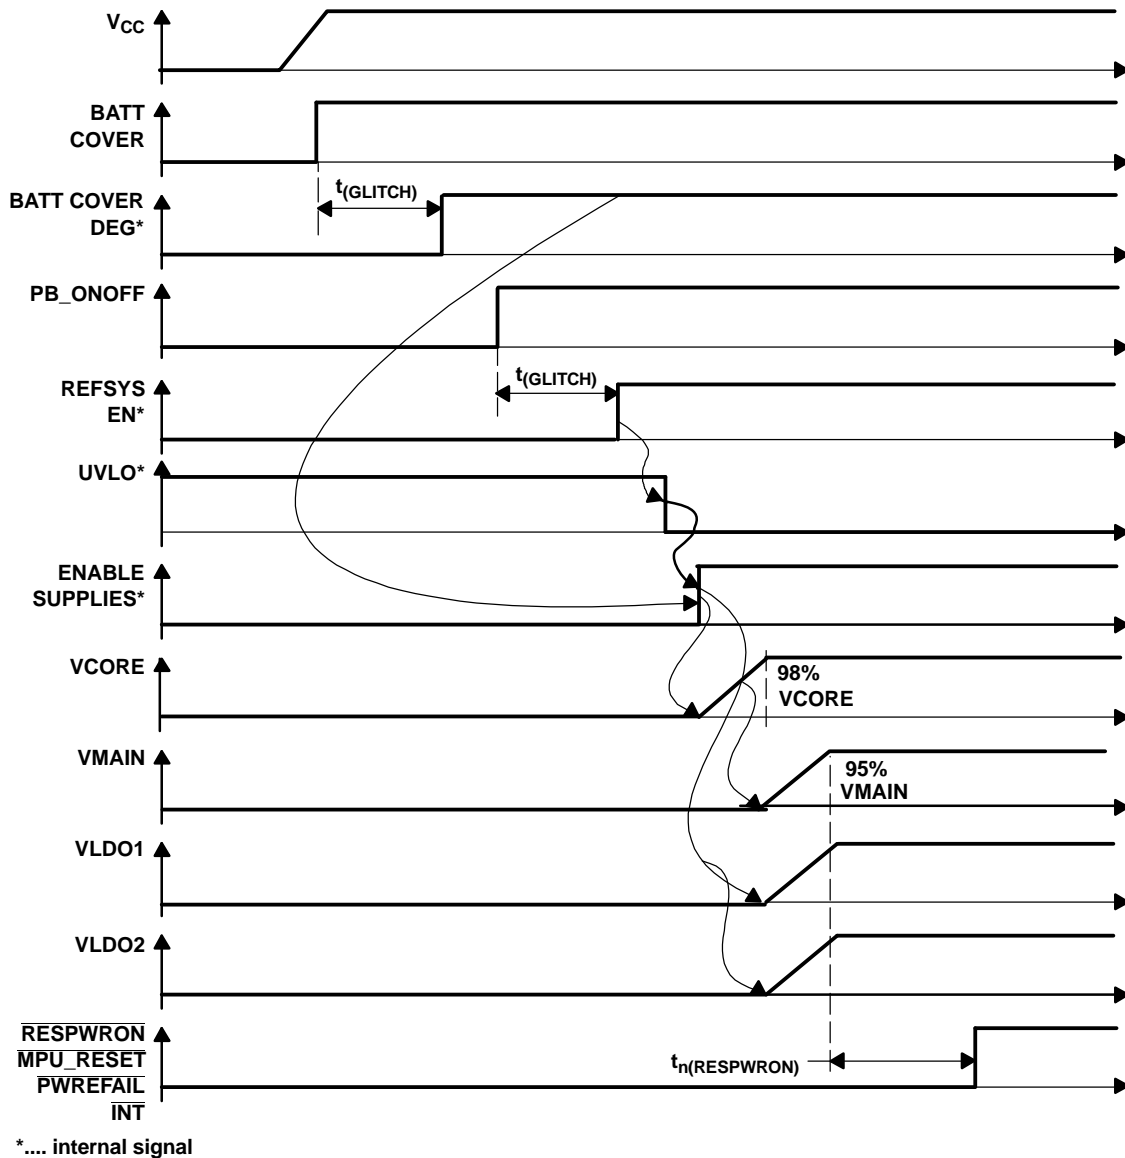 VCC
BATT
COVER
t(GLITCH)
BATT COVER
DEG*
PB_ONOFF
t(GLITCH)
REFSYS
EN*
UVLO*
ENABLE
SUPPLIES*
VCORE
98%
VCORE
VMAIN
95%
VMAIN
VLDO1
VLDO2
RESPWRON
MPU_RESET
PWREFAIL
INT
tn(RESPWRON)
*.... internal signal